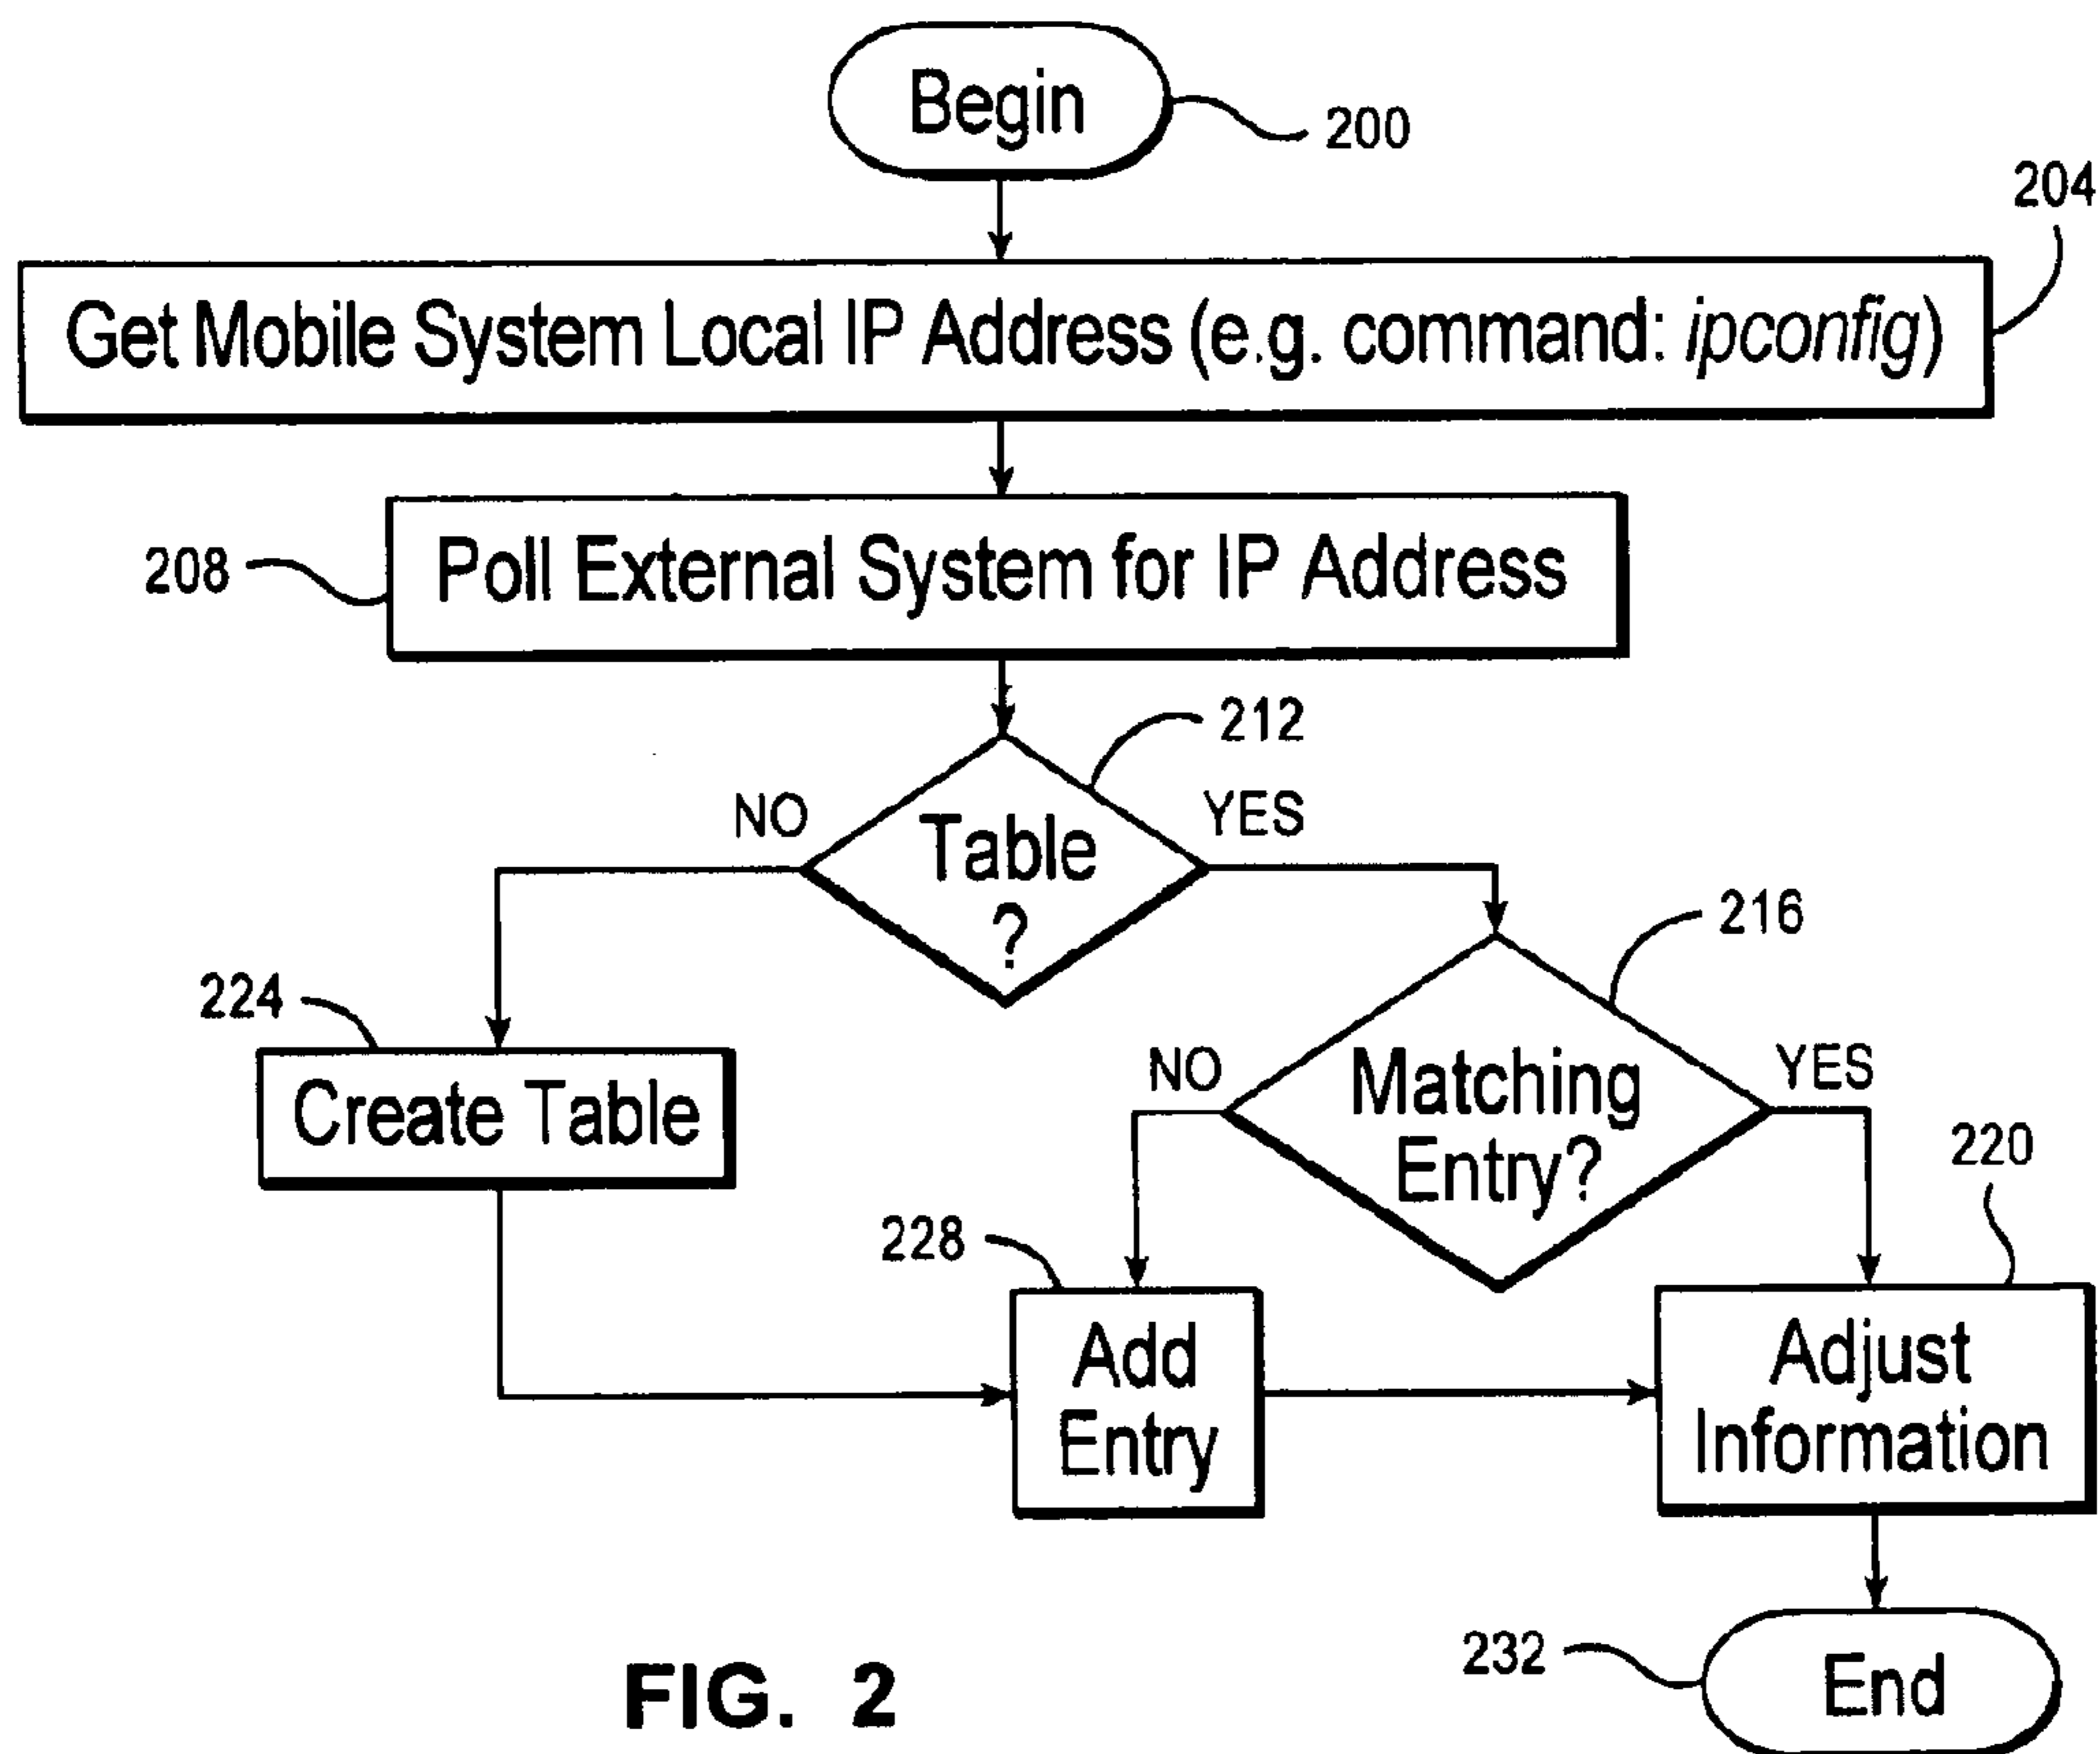 Begin
200
204
Get Mobile System Local IP Address (e.g. command: ipconfig)
208
Poll External System for IP Address
212
NO
YES
Table
?
216
224
Create Table
NO
YES
Matching
Entry?
220
228
Add
Entry
Adjust
Information
232
End
FIG. 2